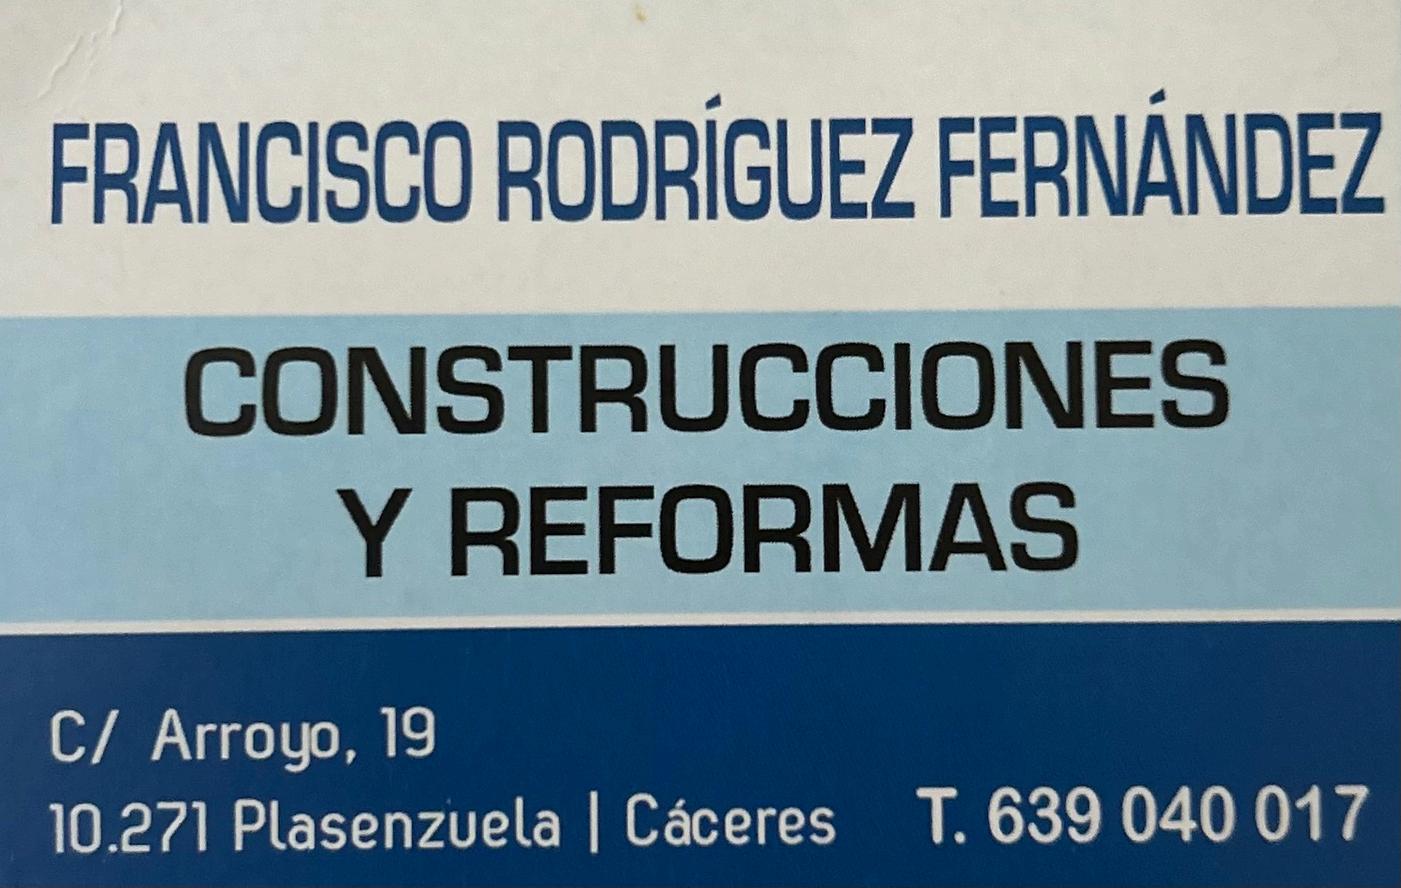 FRANCISCO RODRÍGUEZ FERNÁNDEZ
CONSTRUCCIONES
Y REFORMAS
C/ Arroyo, 19
10.271 Plasenzuela | Cáceres T. 639 040 017